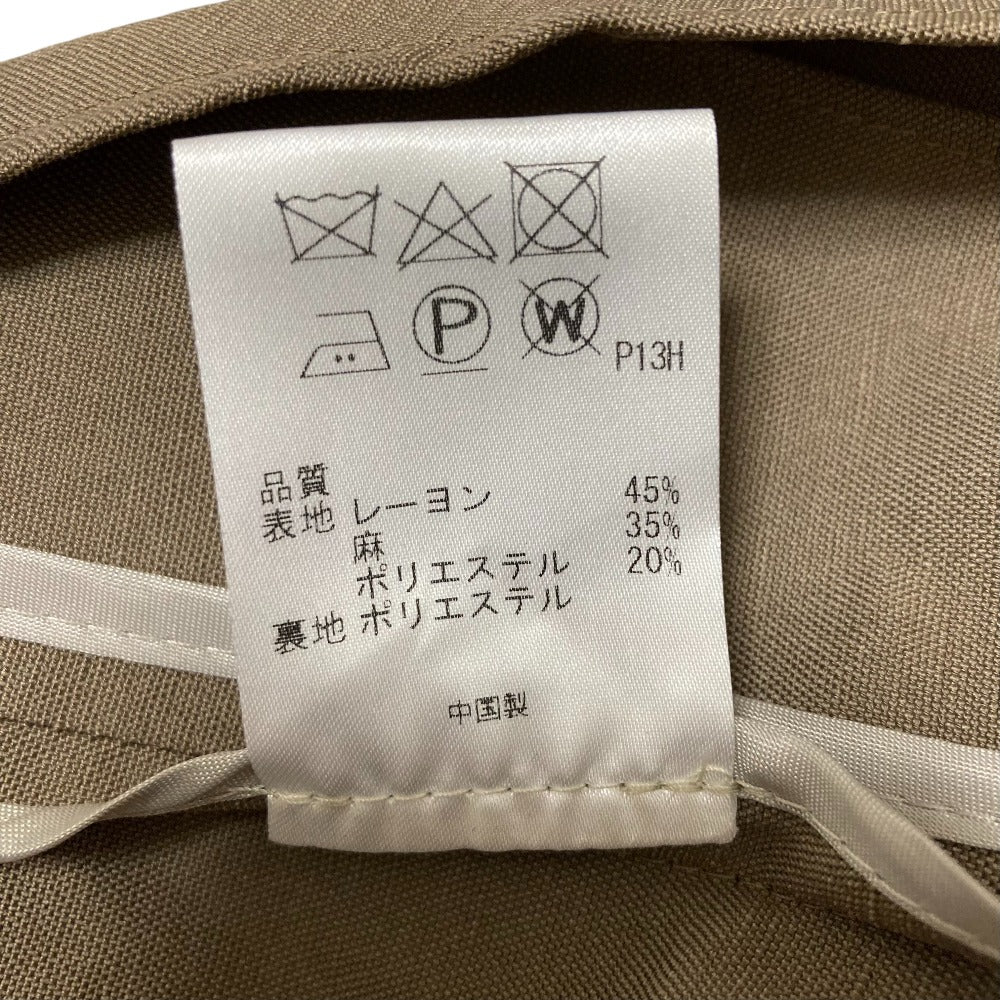 P W P13H
品質
表地 レーヨン 45%
麻 35%
ポリエステル 20%
裏地 ポリエステル
中国製